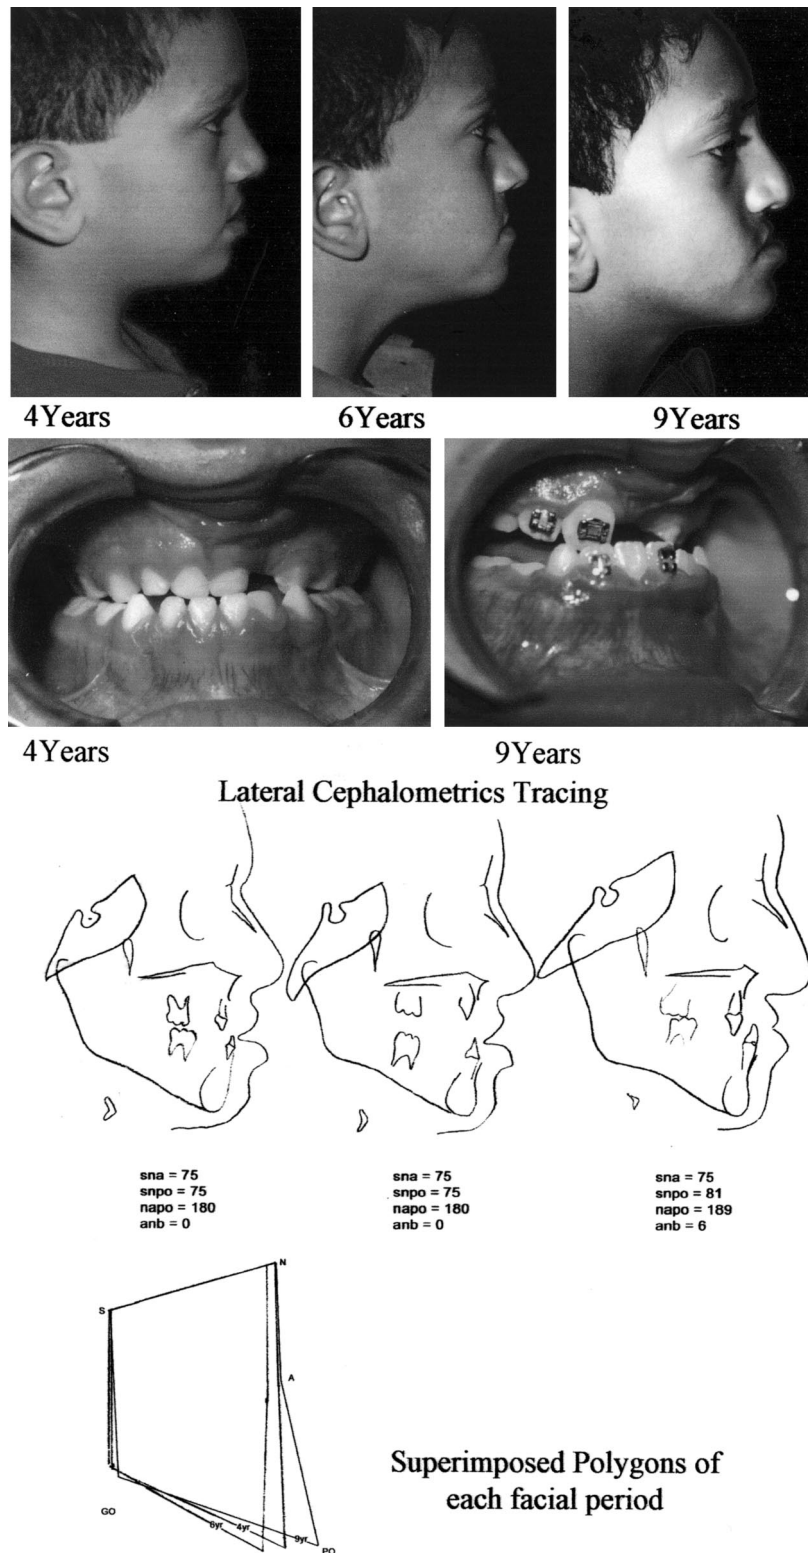 4Years
6Years
9Years
4Years
9Years
Lateral Cephalometrics Tracing
sna = 75
snpo = 75
napo = 180
anb = 0
sna = 75
snpo = 75
napo = 180
anb = 0
sna = 75
snpo = 81
napo = 189
anb = 6
N
S
A
GO
6yr
4yr
9yr
PO
Superimposed Polygons of
each facial period